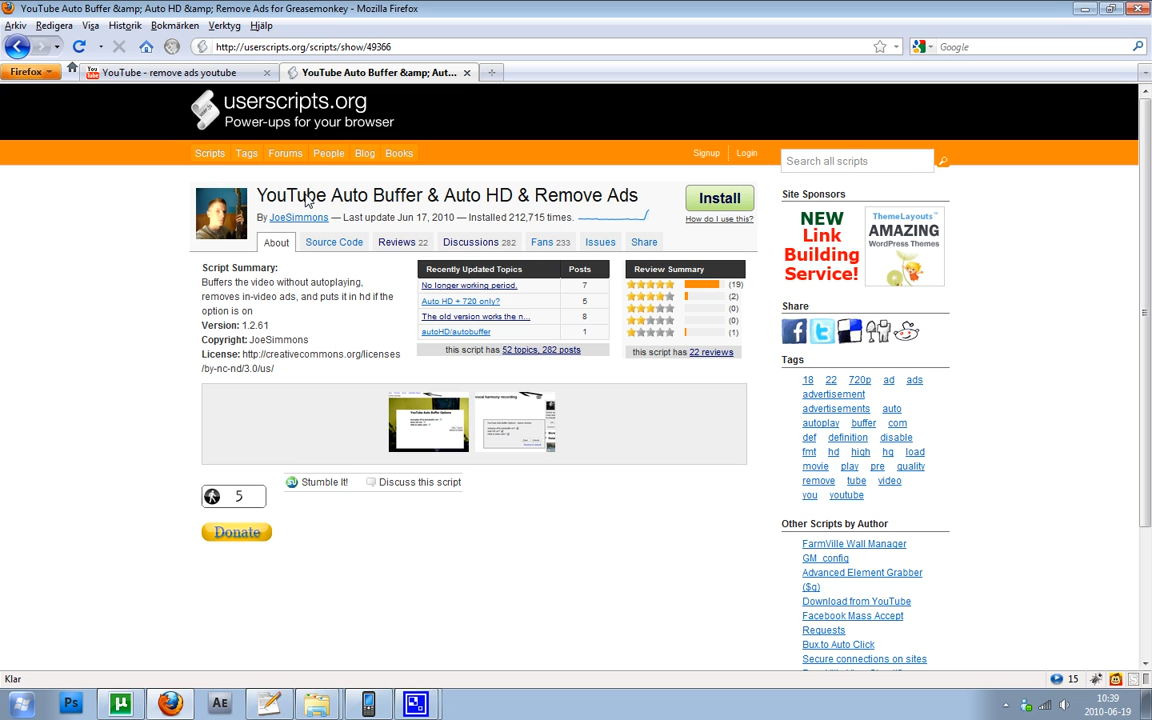 YouTube Auto Buffer &amp; Auto HD &amp; Remove Ads for Greasemonkey - Mozilla Firefox
Arkiv Redigera Visa Historik Bokmärken Verktyg Hjälp
http://userscripts.org/scripts/show/49366
Google
Firefox
YouTube - remove ads youtube
YouTube Auto Buffer &amp; Aut...
userscripts.org
Power-ups for your browser
Scripts Tags Forums People Blog Books
Signup Login
Search all scripts
YouTube Auto Buffer & Auto HD & Remove Ads
By JoeSimmons — Last update Jun 17, 2010 — Installed 212,715 times.
Install
How do I use this?
About Source Code Reviews 22 Discussions 282 Fans 233 Issues Share
Script Summary:
Buffers the video without autoplaying,
removes in-video ads, and puts it in hd if the
option is on
Version: 1.2.61
Copyright: JoeSimmons
License: http://creativecommons.org/licenses
/by-nc-nd/3.0/us/
Recently Updated Topics Posts
No longer working period. 7
Auto HD + 720 only? 5
The old version works the n... 8
autoHD/autobuffer 1
this script has 52 topics, 282 posts
Review Summary
(19)
(2)
(0)
(0)
(1)
this script has 22 reviews
5
Stumble It! Discuss this script
Donate
Site Sponsors
NEW
Link
Building
Service!
ThemeLayouts
AMAZING
WordPress Themes
Share
Tags
18 22 720p ad ads
advertisement
advertisements auto
autoplay buffer com
def definition disable
fmt hd high hq load
movie play pre quality
remove tube video
you youtube
Other Scripts by Author
FarmVille Wall Manager
GM_config
Advanced Element Grabber
($g)
Download from YouTube
Facebook Mass Accept
Requests
Bux.to Auto Click
Secure connections on sites
Klar
15
Ps
Ae
10:39
2010-06-19